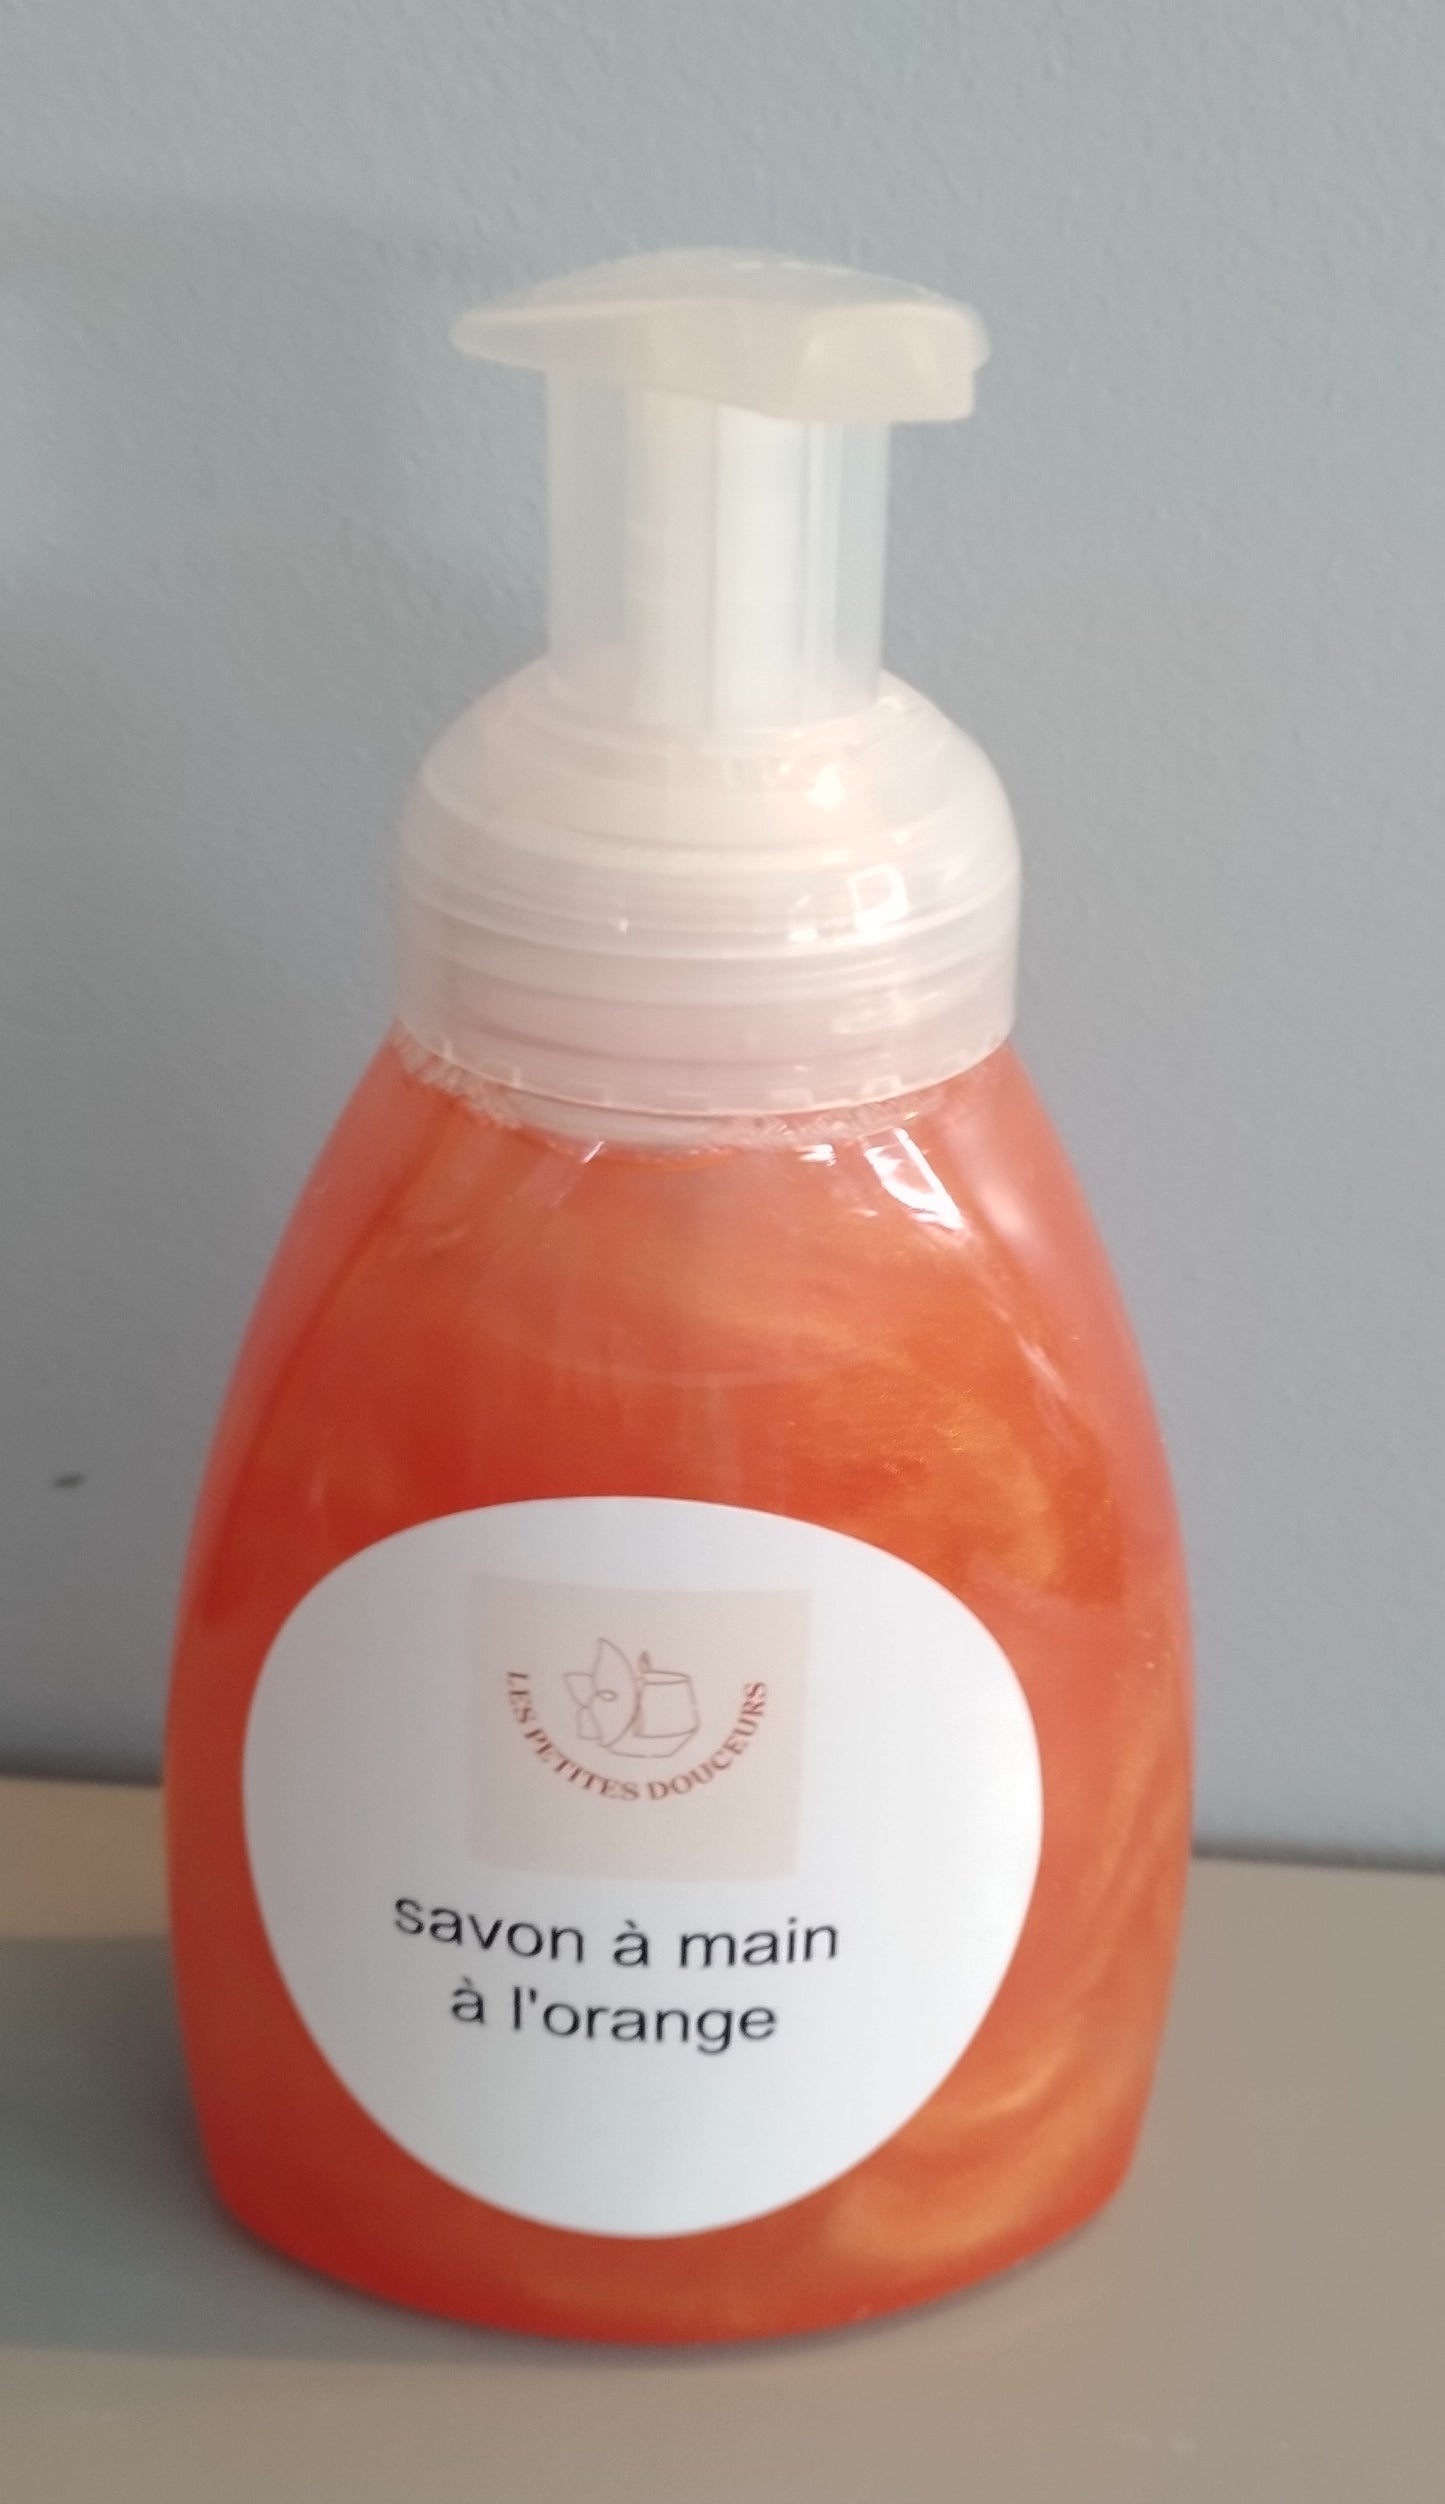 LES PETITES DOUCEURS
savon à main
à l'orange